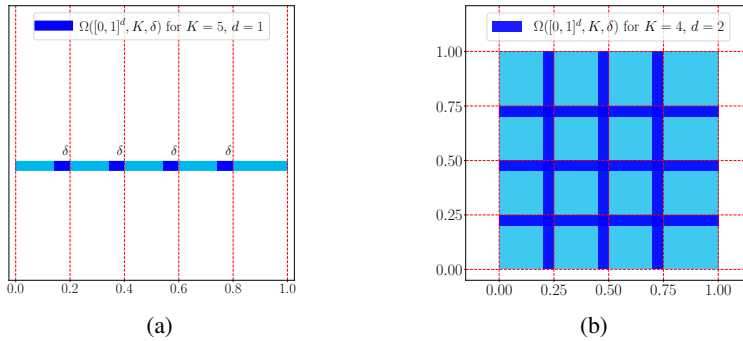 Ω([0, 1]^d, K, δ) for K = 5, d = 1
δ δ δ δ
0.0 0.2 0.4 0.6 0.8 1.0
(a)
Ω([0, 1]^d, K, δ) for K = 4, d = 2
1.00
0.75
0.50
0.25
0.00
0.00 0.25 0.50 0.75 1.00
(b)